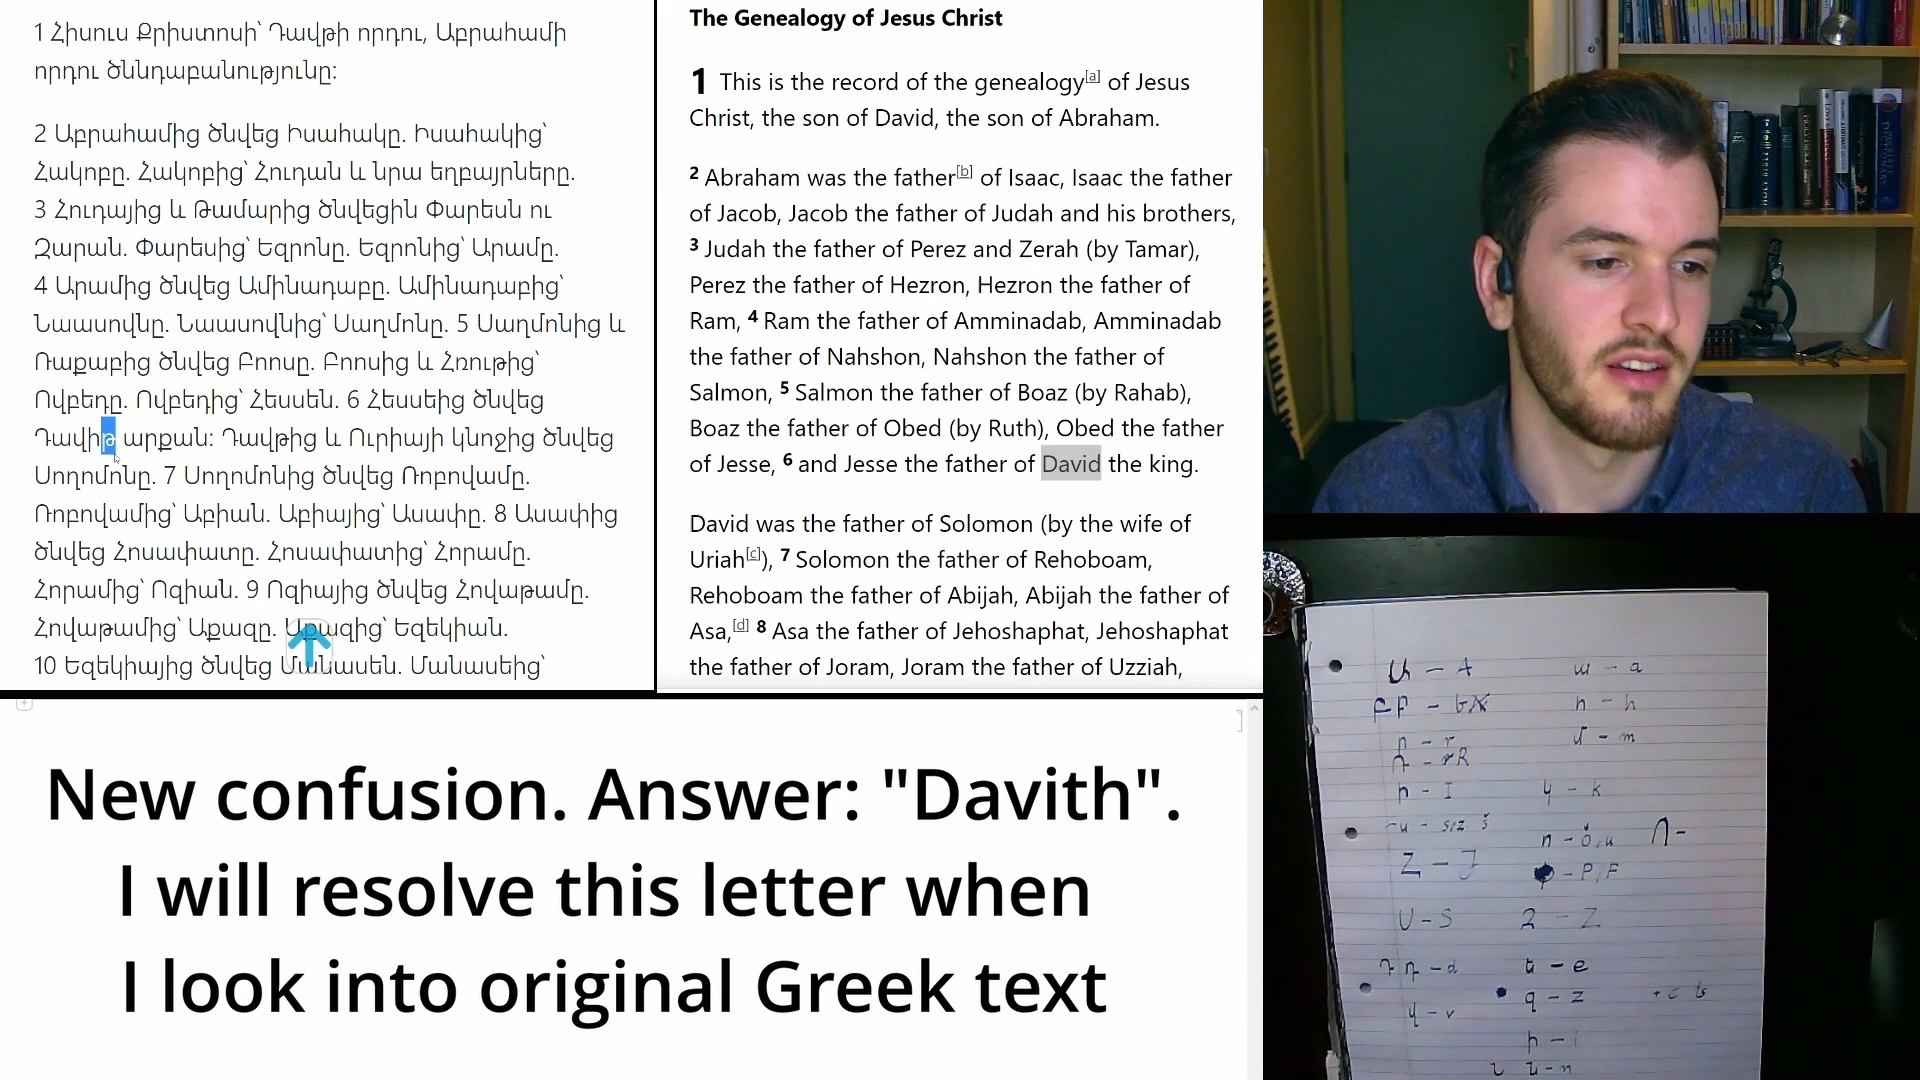 1 Հիսուս Քրիստոսի՝ Դավթի որդու, Աբրահամի
որդու ծննդաբանությունը:
2 Աբրահամից ծնվեց Իսահակը. Իսահակից՝
Հակոբը. Հակոբից՝ Հուդան և նրա եղբայրները.
3 Հուդայից և Թամարից ծնվեցին Փարեսն ու
Զարան. Փարեսից՝ Եզրոնը. Եզրոնից՝ Արամը.
4 Արամից ծնվեց Ամինադաբը. Ամինադաբից՝
Նաասովնը. Նաասովնից՝ Սաղմոնը. 5 Սաղմոնից և
Ռաքաբից ծնվեց Բոոսը. Բոոսից և Հռութից՝
Ովբեդը. Ովբեդից՝ Հեսսեն. 6 Հեսսեից ծնվեց
Դավիթ արքան: Դավթից և Ուրիայի կնոջից ծնվեց
Սողոմոնը. 7 Սողոմոնից ծնվեց Ռոբովամը.
Ռոբովամից՝ Աբիան. Աբիայից՝ Ասափը. 8 Ասափից
ծնվեց Հոսափատը. Հոսափատից՝ Հորամը.
Հորամից՝ Ոզիան. 9 Ոզիայից ծնվեց Հովաթամը.
Հովաթամից՝ Աքազը. Աքազից՝ Եզեկիան.
10 Եզեկիայից ծնվեց Մանասեն. Մանասեից՝
The Genealogy of Jesus Christ
1 This is the record of the genealogy[a] of Jesus
Christ, the son of David, the son of Abraham.
2 Abraham was the father[b] of Isaac, Isaac the father
of Jacob, Jacob the father of Judah and his brothers,
3 Judah the father of Perez and Zerah (by Tamar),
Perez the father of Hezron, Hezron the father of
Ram, 4 Ram the father of Amminadab, Amminadab
the father of Nahshon, Nahshon the father of
Salmon, 5 Salmon the father of Boaz (by Rahab),
Boaz the father of Obed (by Ruth), Obed the father
of Jesse, 6 and Jesse the father of David the king.
David was the father of Solomon (by the wife of
Uriah[c]), 7 Solomon the father of Rehoboam,
Rehoboam the father of Abijah, Abijah the father of
Asa,[d] 8 Asa the father of Jehoshaphat, Jehoshaphat
the father of Joram, Joram the father of Uzziah,
New confusion. Answer: "Davith".
I will resolve this letter when
I look into original Greek text
Ա - A
ա - a
հ - h
ր - r
մ - m
ի - I
կ - k
Ս - S
Զ - Z
դ - d
ե - e
զ - z
վ - v
ն - n